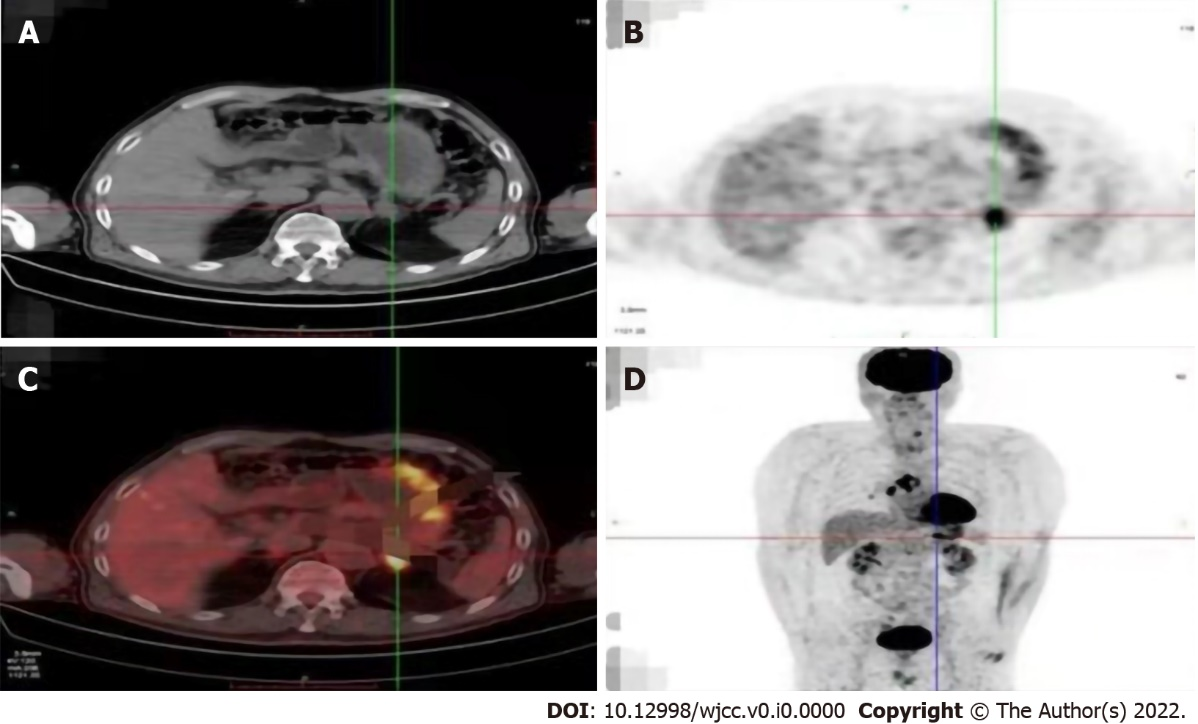 A
B
C
D
DOI: 10.12998/wjcc.v0.i0.0000 Copyright © The Author(s) 2022.